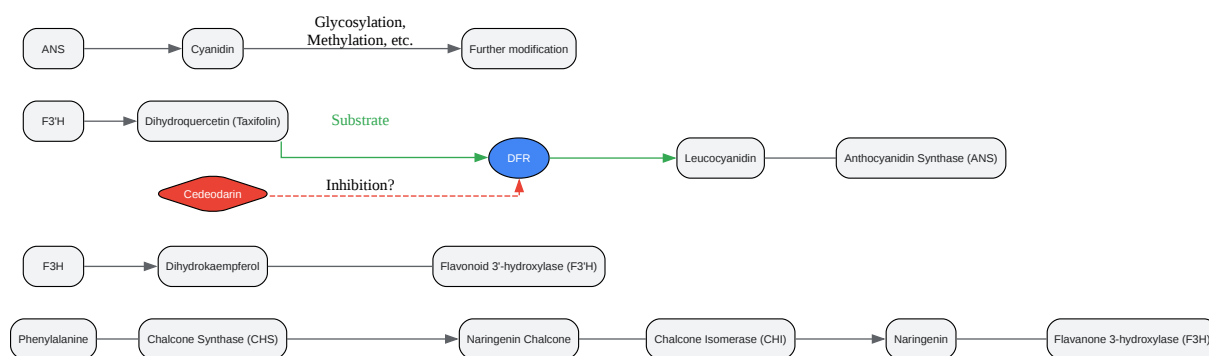 Glycosylation,
Methylation, etc.
ANS
Cyanidin
Further modification
F3'H
Dihydroquercetin (Taxifolin)
Substrate
DFR
Leucocyanidin
Anthocyanidin Synthase (ANS)
Cedeodarin
Inhibition?
F3H
Dihydrokaempferol
Flavonoid 3'-hydroxylase (F3'H)
Phenylalanine
Chalcone Synthase (CHS)
Naringenin Chalcone
Chalcone Isomerase (CHI)
Naringenin
Flavanone 3-hydroxylase (F3H)